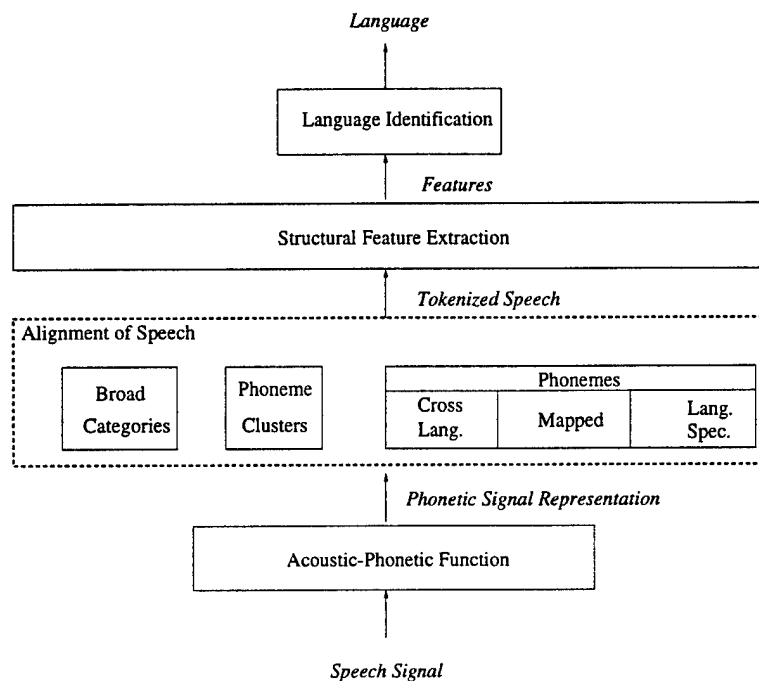 Language
Language Identification
Features
Structural Feature Extraction
Tokenized Speech
Alignment of Speech
Broad
Categories
Phoneme
Clusters
Phonemes
Cross
Lang.
Mapped
Lang.
Spec.
Phonetic Signal Representation
Acoustic-Phonetic Function
Speech Signal